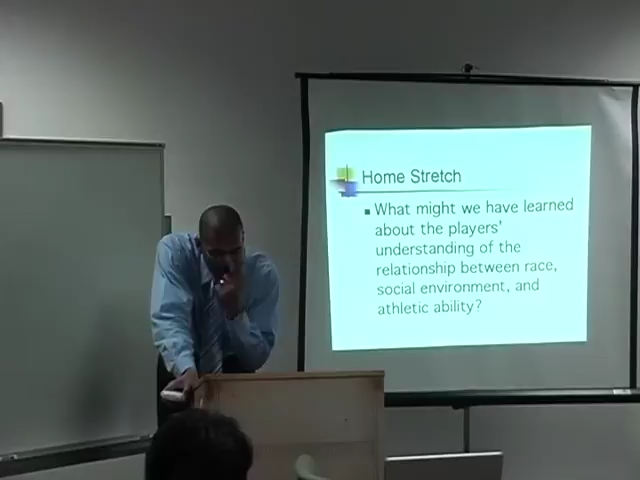 Home Stretch
What might we have learned
about the players'
understanding of the
relationship between race,
social environment, and
athletic ability?